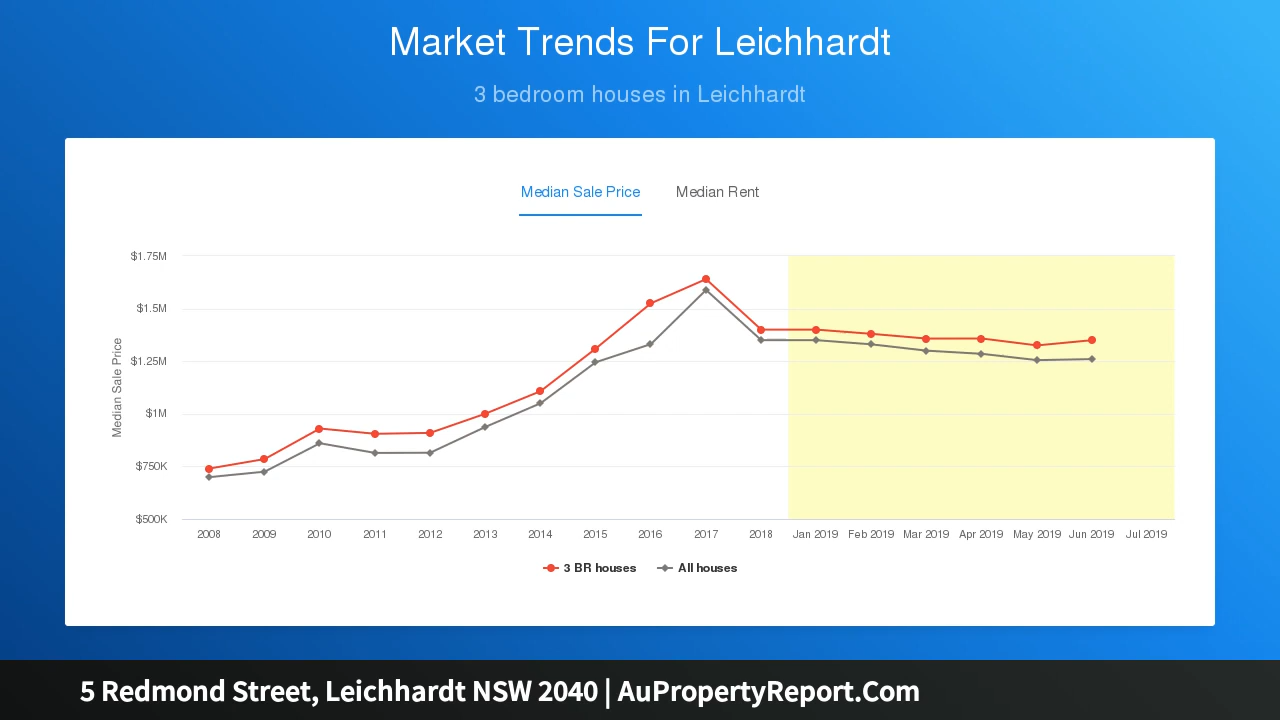 Market Trends For Leichhardt
3 bedroom houses in Leichhardt
Median Sale Price Median Rent
Median Sale Price
$1.75M
$1.5M
$1.25M
$1M
$750K
$500K
2008 2009 2010 2011 2012 2013 2014 2015 2016 2017 2018 Jan 2019 Feb 2019 Mar 2019 Apr 2019 May 2019 Jun 2019 Jul 2019
3 BR houses All houses
5 Redmond Street, Leichhardt NSW 2040 | AuPropertyReport.Com